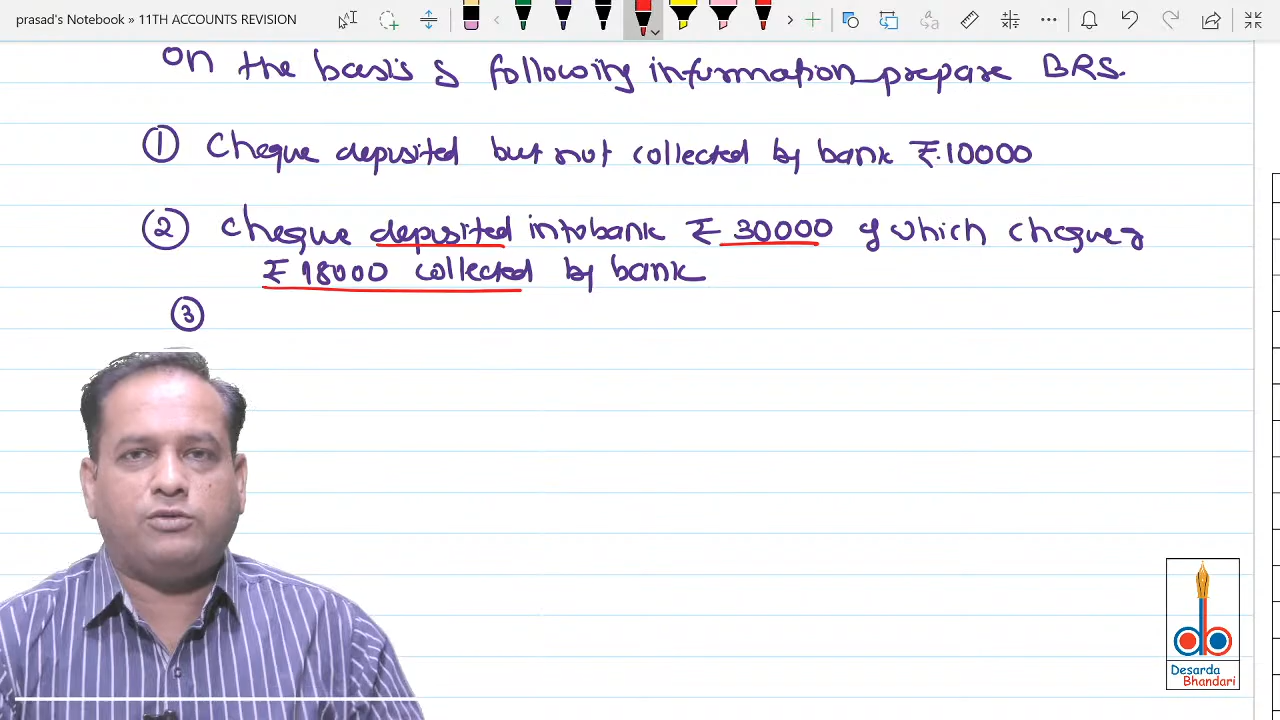 prasad's Notebook » 11TH ACCOUNTS REVISION
On the basis of following information prepare BRS.
① Cheque deposited but not collected by bank ₹.10000
② Cheque deposited into bank ₹ 30000 of which cheque of
₹ 18000 collected by bank
③
Desarda
Bhandari